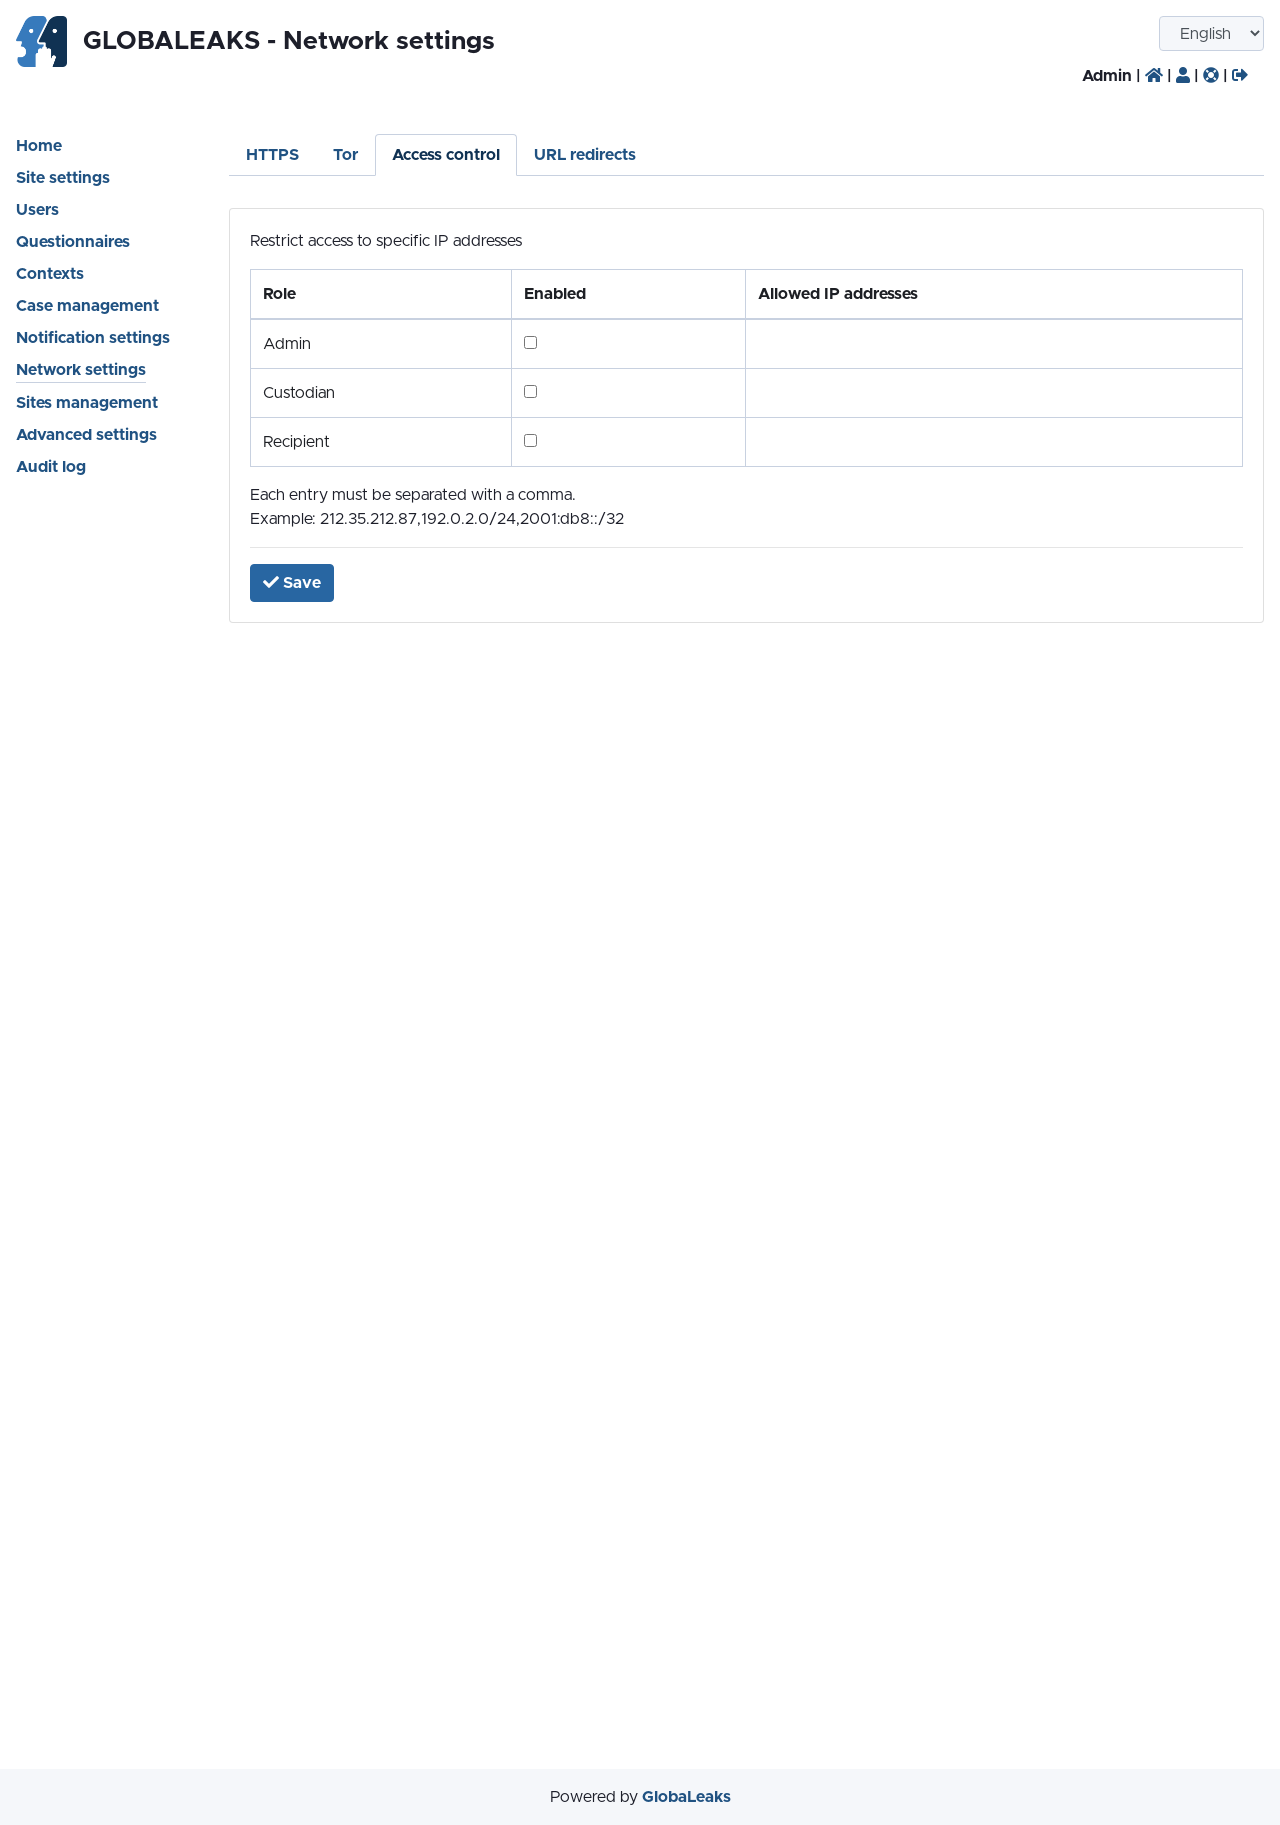 GLOBALEAKS - Network settings
English
Admin | | | |
Home
Site settings
Users
Questionnaires
Contexts
Case management
Notification settings
Network settings
Sites management
Advanced settings
Audit log
HTTPS Tor Access control URL redirects
Restrict access to specific IP addresses
Role Enabled Allowed IP addresses
Admin
Custodian
Recipient
Each entry must be separated with a comma.
Example: 212.35.212.87,192.0.2.0/24,2001:db8::/32
Save
Powered by GlobaLeaks